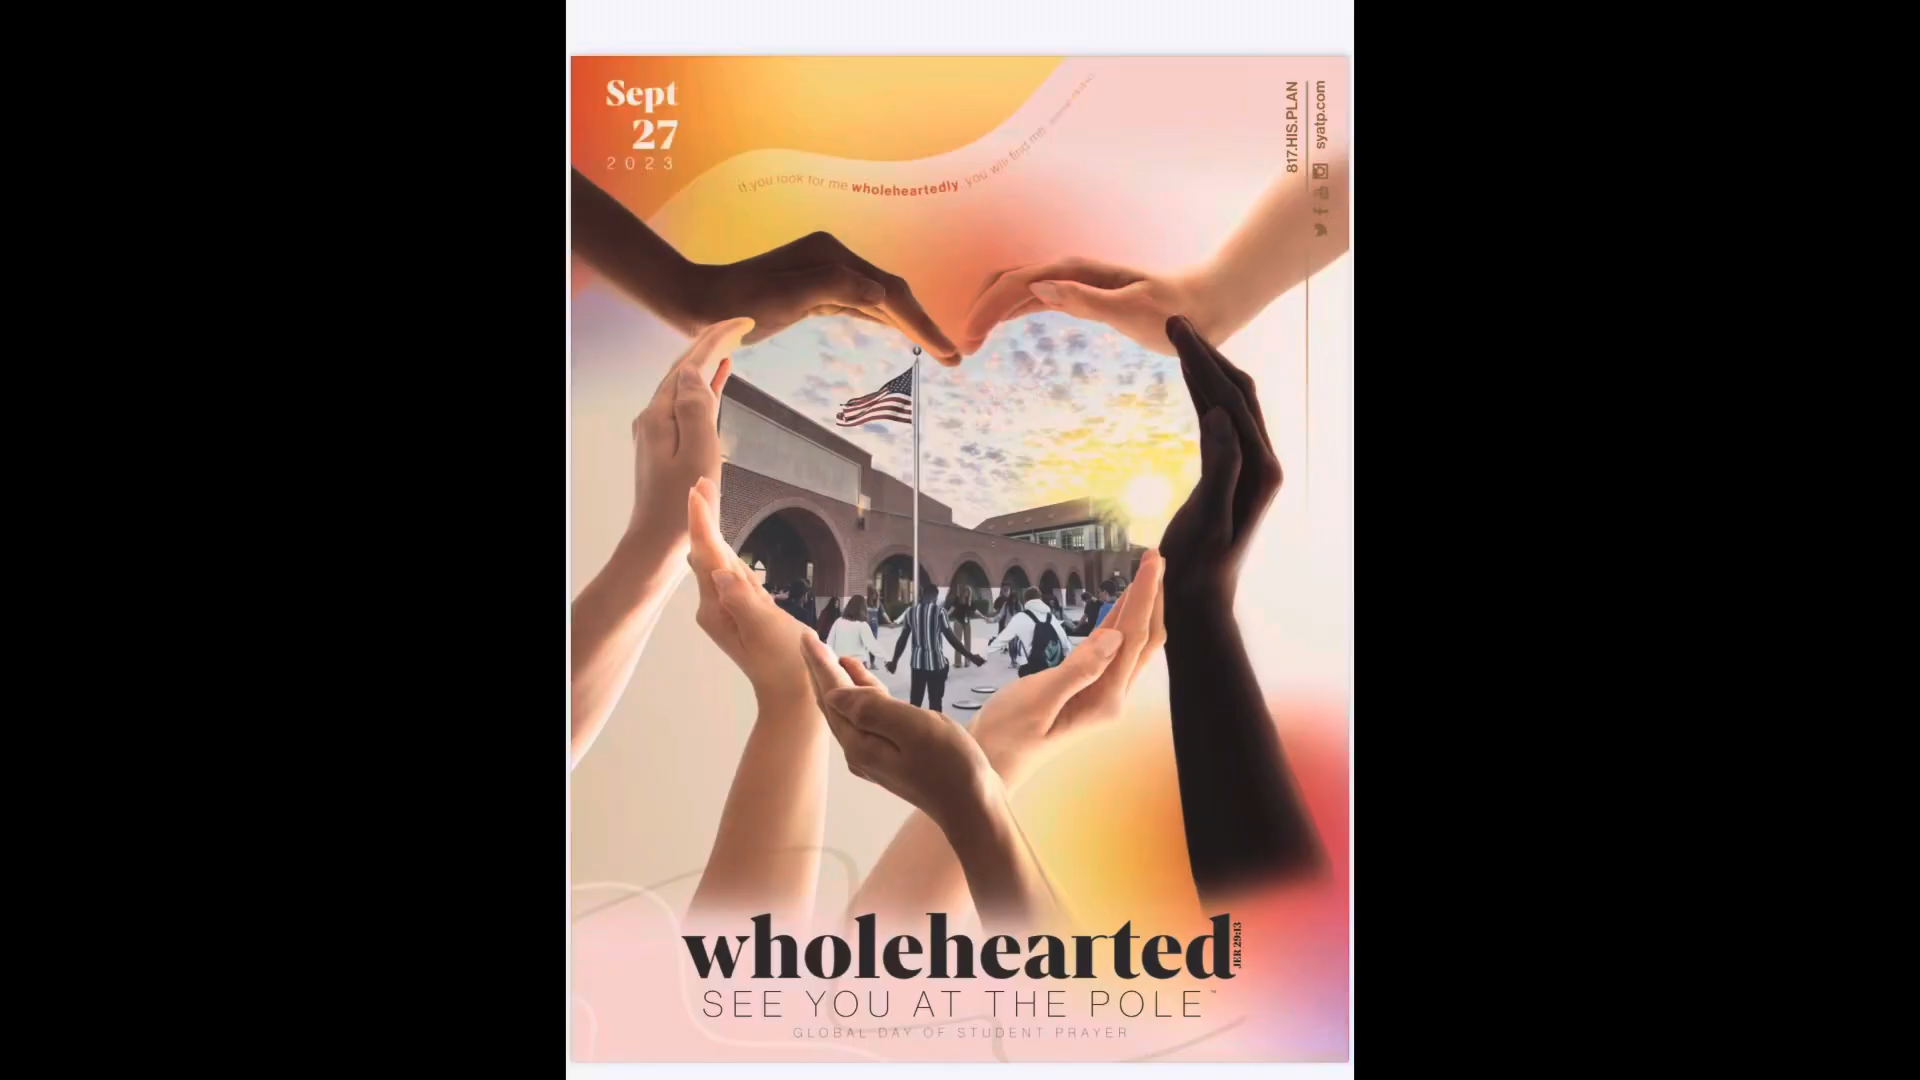 Sept
27
2023
If you look for me wholeheartedly, you will find me.
817.HIS.PLAN
syatp.com
wholehearted
JER 29:13
SEE YOU AT THE POLE™
GLOBAL DAY OF STUDENT PRAYER